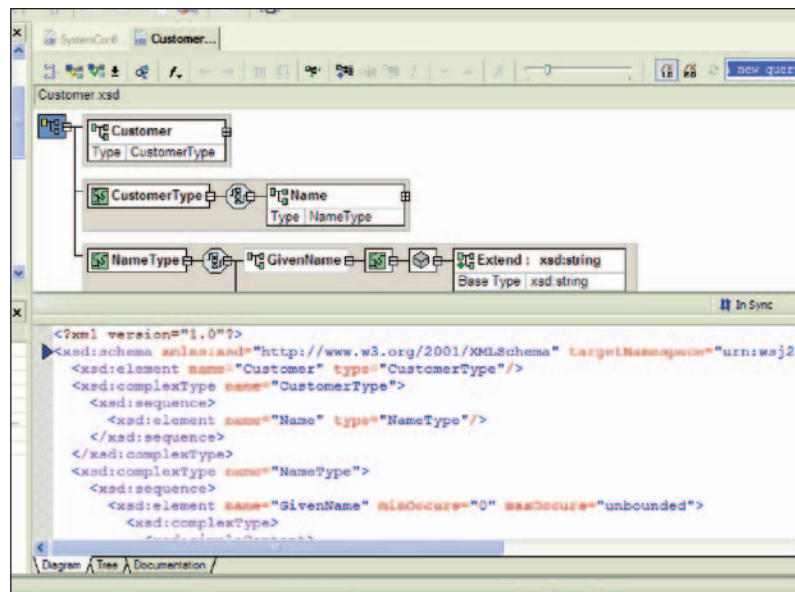 SystemConfi... Customer...
new quer
Customer.xsd
Customer
Type CustomerType
CustomerType Name
Type NameType
NameType GivenName Extend : xsd:string
Base Type xsd:string
In Sync
<?xml version="1.0"?>
<xsd:schema xmlns:xsd="http://www.w3.org/2001/XMLSchema" targetNamespace="urn:wsj2
<xsd:element name="Customer" type="CustomerType"/>
<xsd:complexType name="CustomerType">
<xsd:sequence>
<xsd:element name="Name" type="NameType"/>
</xsd:sequence>
</xsd:complexType>
<xsd:complexType name="NameType">
<xsd:sequence>
<xsd:element name="GivenName" minOccurs="0" maxOccurs="unbounded">
<xsd:complexType>
Diagram Tree Documentation